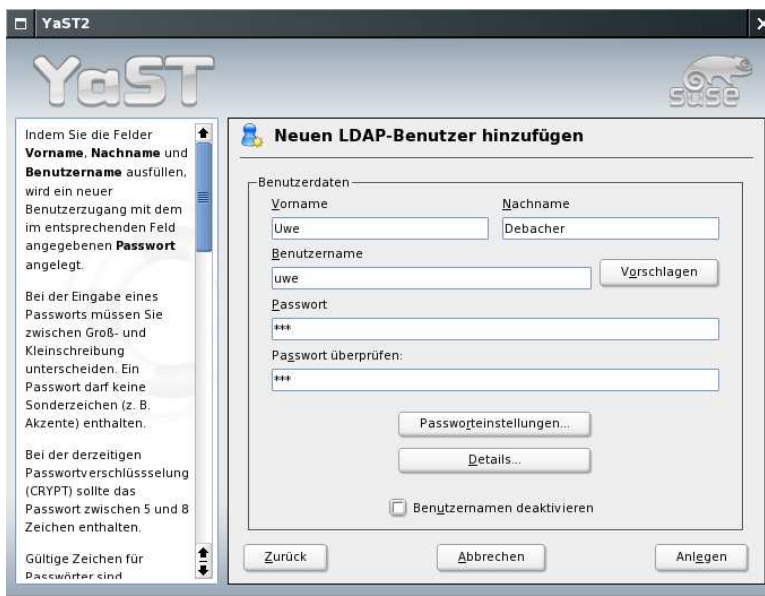 YaST2
YaST
suse
Indem Sie die Felder
Vorname, Nachname und
Benutzername ausfüllen,
wird ein neuer
Benutzerzugang mit dem
im entsprechenden Feld
angegebenen Passwort
angelegt.
Bei der Eingabe eines
Passworts müssen Sie
zwischen Groß- und
Kleinschreibung
unterscheiden. Ein
Passwort darf keine
Sonderzeichen (z. B.
Akzente) enthalten.
Bei der derzeitigen
Passwortverschlüssselung
(CRYPT) sollte das
Passwort zwischen 5 und 8
Zeichen enthalten.
Gültige Zeichen für
Passwörter sind
Neuen LDAP-Benutzer hinzufügen
Benutzerdaten
Vorname Nachname
Uwe Debacher
Benutzername
uwe Vorschlagen
Passwort
***
Passwort überprüfen:
***
Passworteinstellungen...
Details...
Benutzernamen deaktivieren
Zurück Abbrechen Anlegen